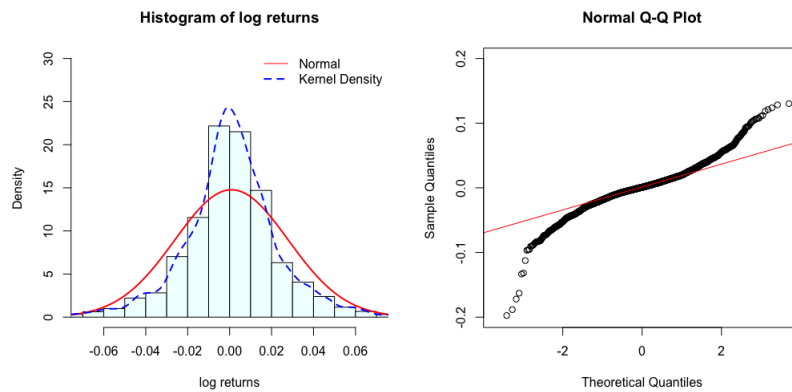 Histogram of log returns
Normal
Kernel Density
Density
30
25
20
15
10
5
0
-0.06 -0.04 -0.02 0.00 0.02 0.04 0.06
log returns
Normal Q-Q Plot
Sample Quantiles
0.2
0.1
0.0
-0.1
-0.2
-2 0 2
Theoretical Quantiles